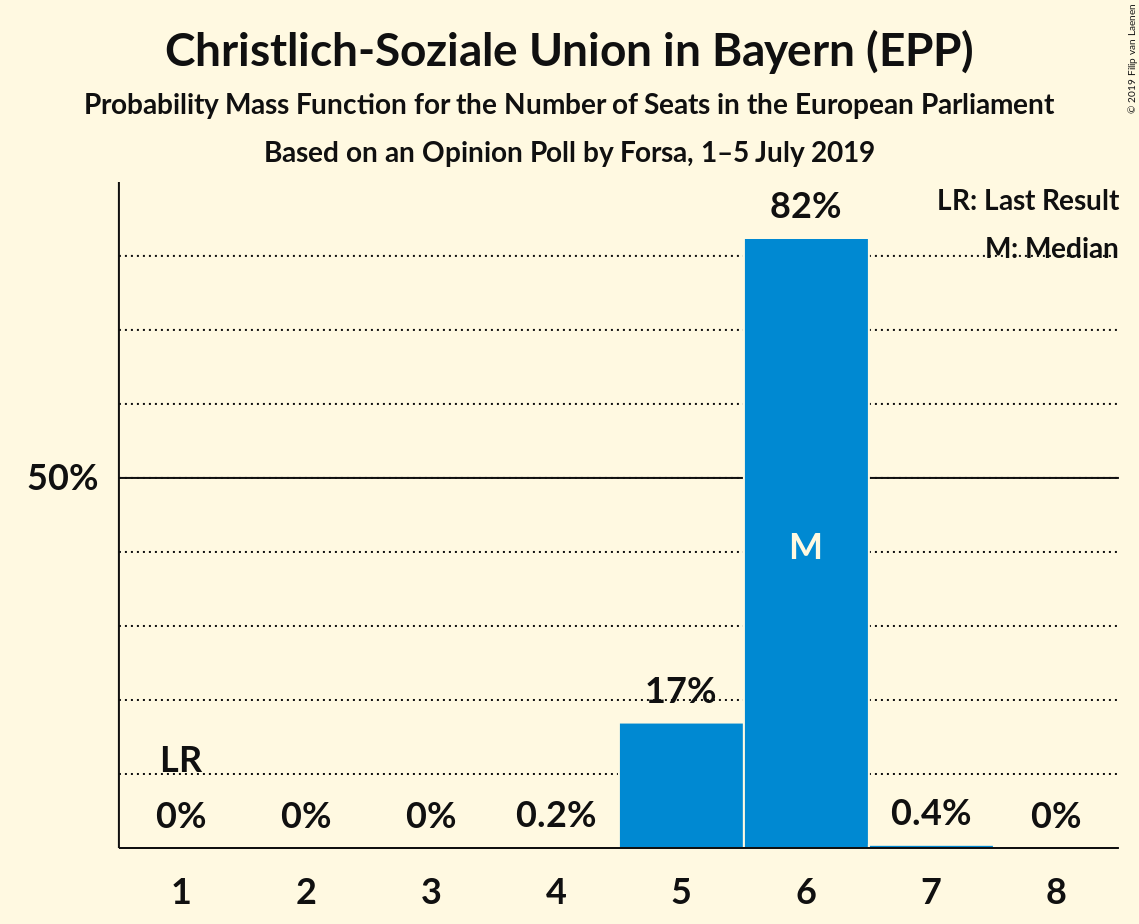 Christlich-Soziale Union in Bayern (EPP)
Probability Mass Function for the Number of Seats in the European Parliament
Based on an Opinion Poll by Forsa, 1–5 July 2019
© 2019 Filip van Laenen
LR: Last Result
M: Median
82%
50%
M
17%
LR
0%
0%
0%
0.2%
0.4%
0%
1 2 3 4 5 6 7 8